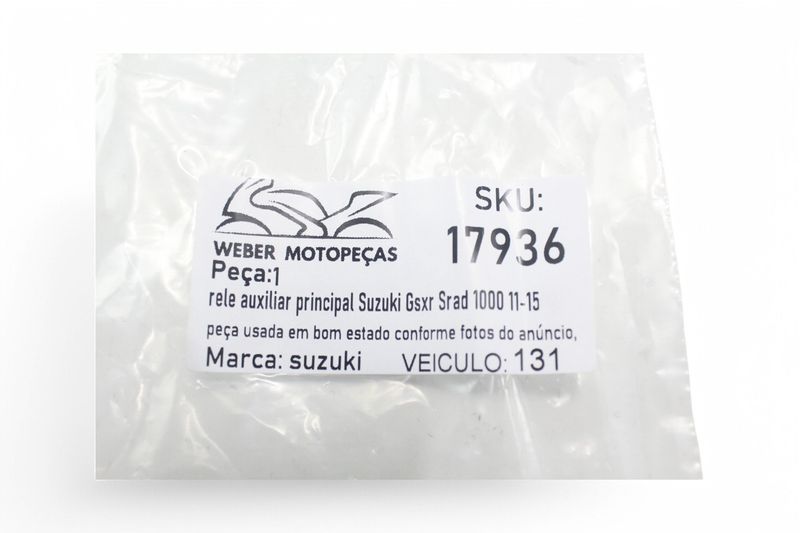 SKU:
17936
WEBER MOTOPEÇAS
Peça:1
rele auxiliar principal Suzuki Gsxr Srad 1000 11-15
peça usada em bom estado conforme fotos do anúncio,
Marca: suzuki VEICULO: 131